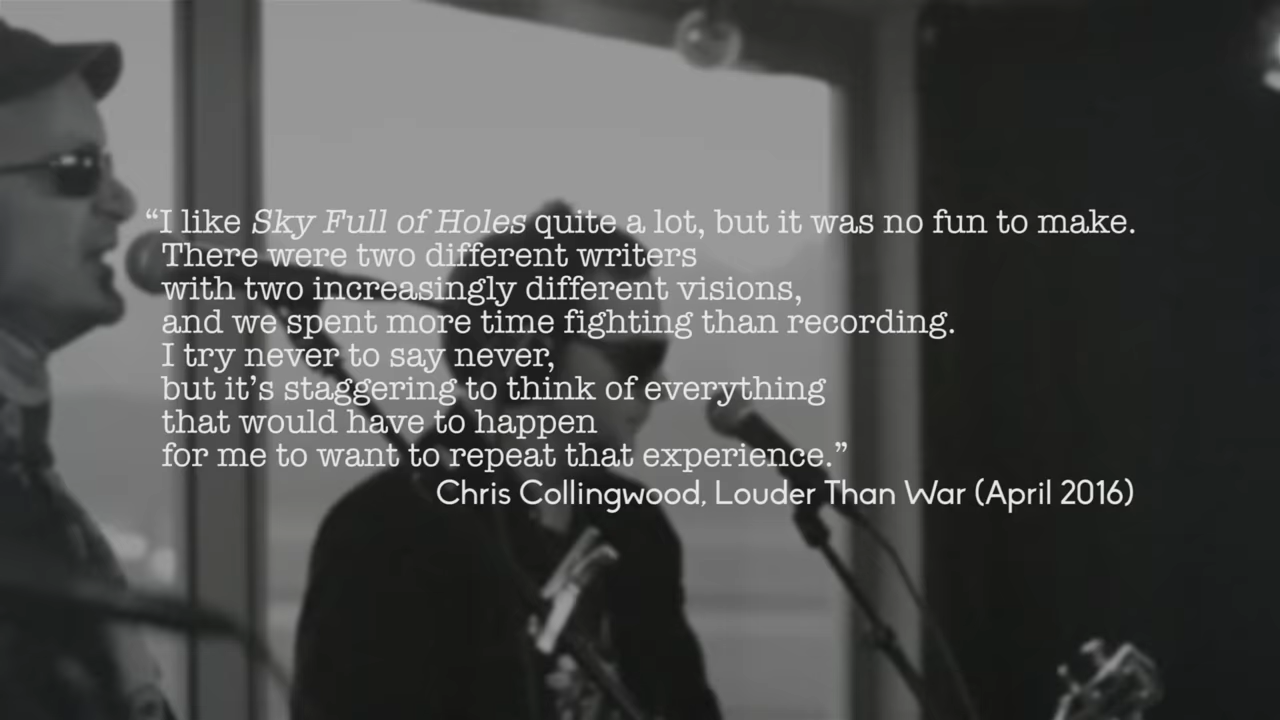 “I like Sky Full of Holes quite a lot, but it was no fun to make.
There were two different writers
with two increasingly different visions,
and we spent more time fighting than recording.
I try never to say never,
but it’s staggering to think of everything
that would have to happen
for me to want to repeat that experience.”
Chris Collingwood, Louder Than War (April 2016)